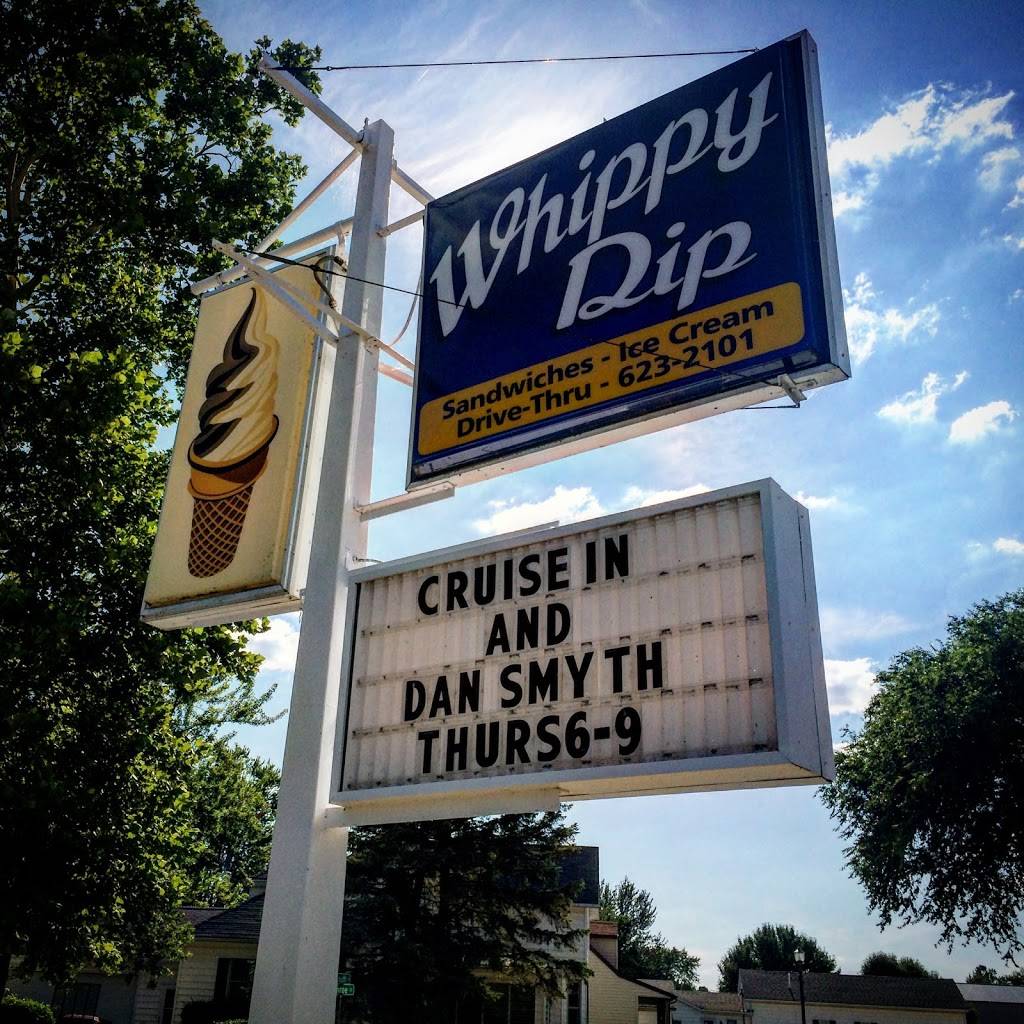 Whippy
Dip
Sandwiches - Ice Cream
Drive-Thru - 623-2101
CRUISE IN
AND
DAN SMYTH
THURS6-9